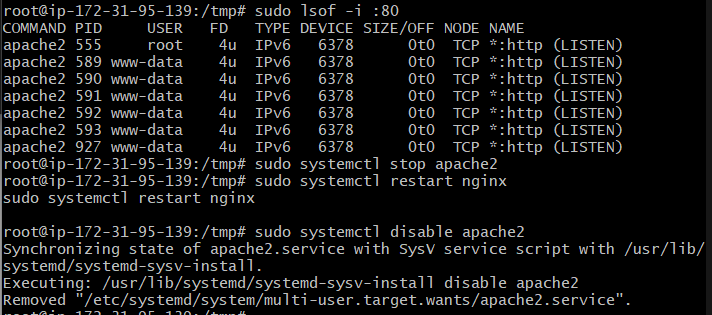 root@ip-172-31-95-139:/tmp# sudo lsof -i :80
COMMAND PID     USER   FD   TYPE DEVICE SIZE/OFF NODE NAME
apache2 555     root    4u  IPv6   6378      0t0  TCP *:http (LISTEN)
apache2 589 www-data    4u  IPv6   6378      0t0  TCP *:http (LISTEN)
apache2 590 www-data    4u  IPv6   6378      0t0  TCP *:http (LISTEN)
apache2 591 www-data    4u  IPv6   6378      0t0  TCP *:http (LISTEN)
apache2 592 www-data    4u  IPv6   6378      0t0  TCP *:http (LISTEN)
apache2 593 www-data    4u  IPv6   6378      0t0  TCP *:http (LISTEN)
apache2 927 www-data    4u  IPv6   6378      0t0  TCP *:http (LISTEN)
root@ip-172-31-95-139:/tmp# sudo systemctl stop apache2
root@ip-172-31-95-139:/tmp# sudo systemctl restart nginx
sudo systemctl restart nginx
root@ip-172-31-95-139:/tmp# sudo systemctl disable apache2
Synchronizing state of apache2.service with SysV service script with /usr/lib/
systemd/systemd-sysv-install.
Executing: /usr/lib/systemd/systemd-sysv-install disable apache2
Removed "/etc/systemd/system/multi-user.target.wants/apache2.service".
root@ip-172-31-95-139:/tmp#